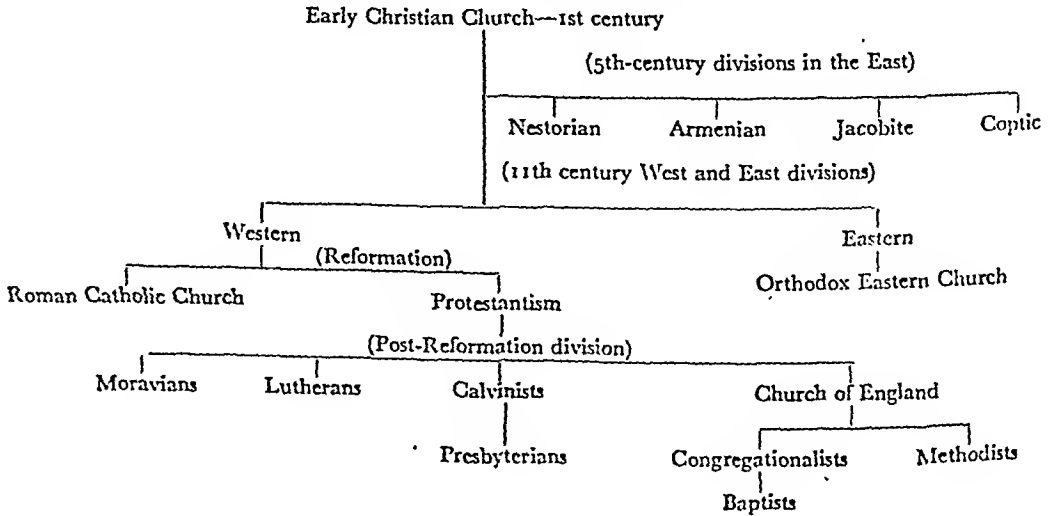 Early Christian Church—1st century
(5th-century divisions in the East)
Nestorian Armenian Jacobite Coptic
(11th century West and East divisions)
Western Eastern
(Reformation)
Roman Catholic Church Protestantism Orthodox Eastern Church
(Post-Reformation division)
Moravians Lutherans Calvinists Church of England
Presbyterians Congregationalists Methodists
Baptists